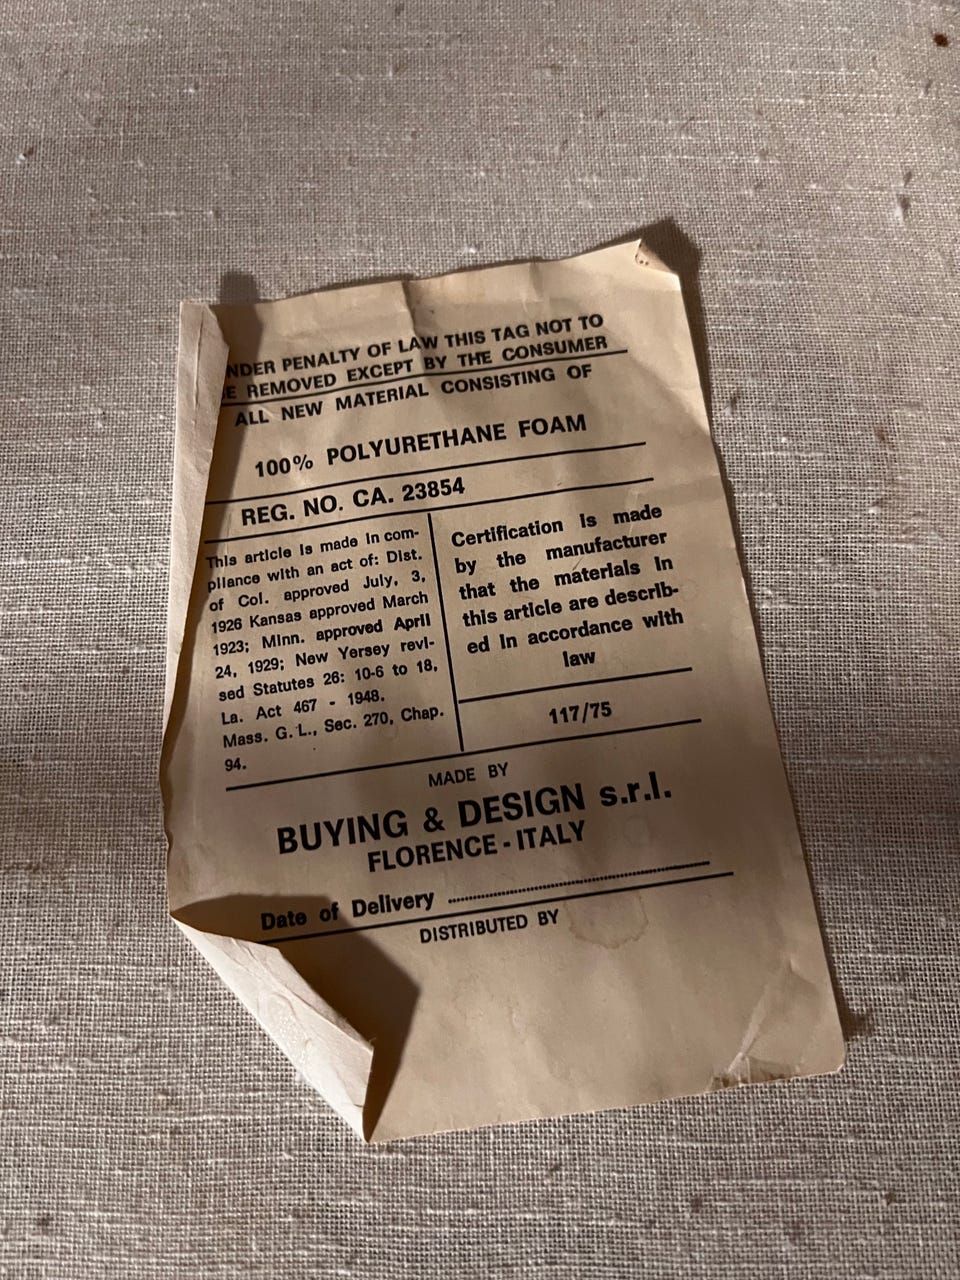 NDER PENALTY OF LAW THIS TAG NOT TO
E REMOVED EXCEPT BY THE CONSUMER
ALL NEW MATERIAL CONSISTING OF
100% POLYURETHANE FOAM
REG. NO. CA. 23854
This article is made in com-
pliance with an act of: Dist.
of Col. approved July, 3,
1926 Kansas approved March
1923; Minn. approved April
24, 1929; New Yersey revi-
sed Statutes 26: 10-6 to 18,
La. Act 467 - 1948.
Mass. G. L., Sec. 270, Chap.
94.
Certification is made
by the manufacturer
that the materials in
this article are describ-
ed in accordance with
law
117/75
MADE BY
BUYING & DESIGN s.r.l.
FLORENCE - ITALY
Date of Delivery ........................................
DISTRIBUTED BY